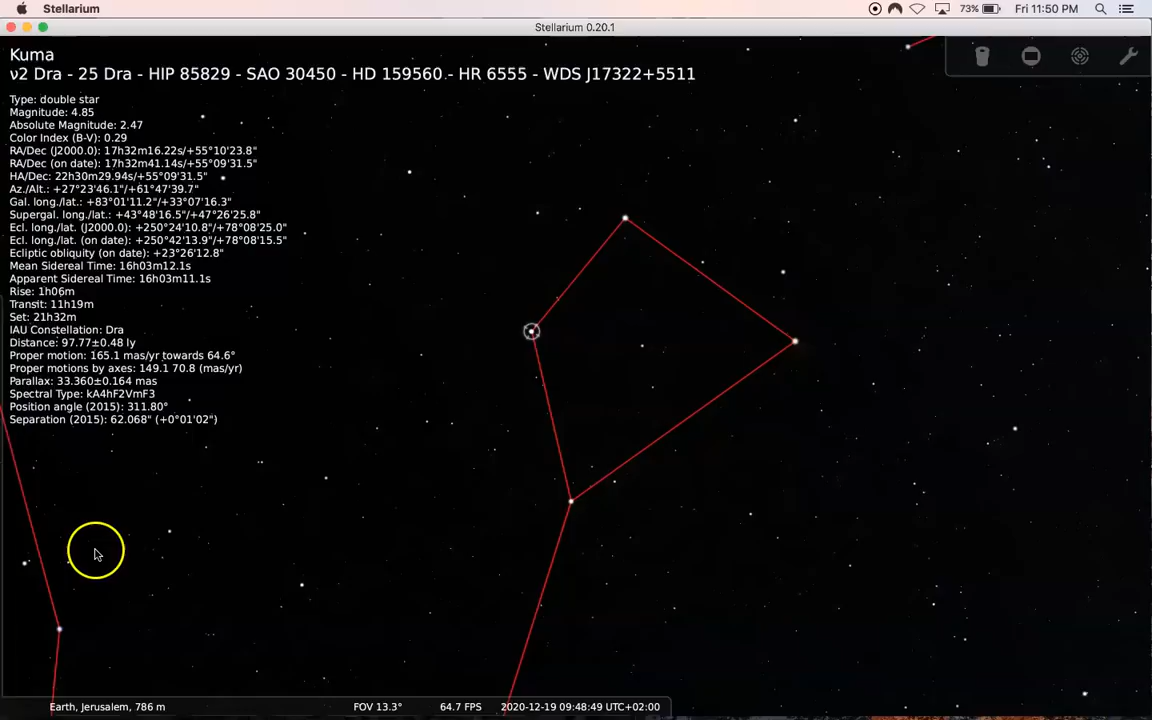 Stellarium
73%
Fri 11:50 PM
Stellarium 0.20.1
Kuma
ν2 Dra - 25 Dra - HIP 85829 - SAO 30450 - HD 159560 - HR 6555 - WDS J17322+5511
Type: double star
Magnitude: 4.85
Absolute Magnitude: 2.47
Color Index (B-V): 0.29
RA/Dec (J2000.0): 17h32m16.22s/+55°10'23.8"
RA/Dec (on date): 17h32m41.14s/+55°09'31.5"
HA/Dec: 22h30m29.94s/+55°09'31.5"
Az./Alt.: +27°23'46.1"/+61°47'39.7"
Gal. long./lat.: +83°01'11.2"/+33°07'16.3"
Supergal. long./lat.: +43°48'16.5"/+47°26'25.8"
Ecl. long./lat. (J2000.0): +250°24'10.8"/+78°08'25.0"
Ecl. long./lat. (on date): +250°42'13.9"/+78°08'15.5"
Ecliptic obliquity (on date): +23°26'12.8"
Mean Sidereal Time: 16h03m12.1s
Apparent Sidereal Time: 16h03m11.1s
Rise: 1h06m
Transit: 11h19m
Set: 21h32m
IAU Constellation: Dra
Distance: 97.77±0.48 ly
Proper motion: 165.1 mas/yr towards 64.6°
Proper motions by axes: 149.1 70.8 (mas/yr)
Parallax: 33.360±0.164 mas
Spectral Type: kA4hF2VmF3
Position angle (2015): 311.80°
Separation (2015): 62.068" (+0°01'02")
Earth, Jerusalem, 786 m
FOV 13.3°
64.7 FPS
2020-12-19 09:48:49 UTC+02:00